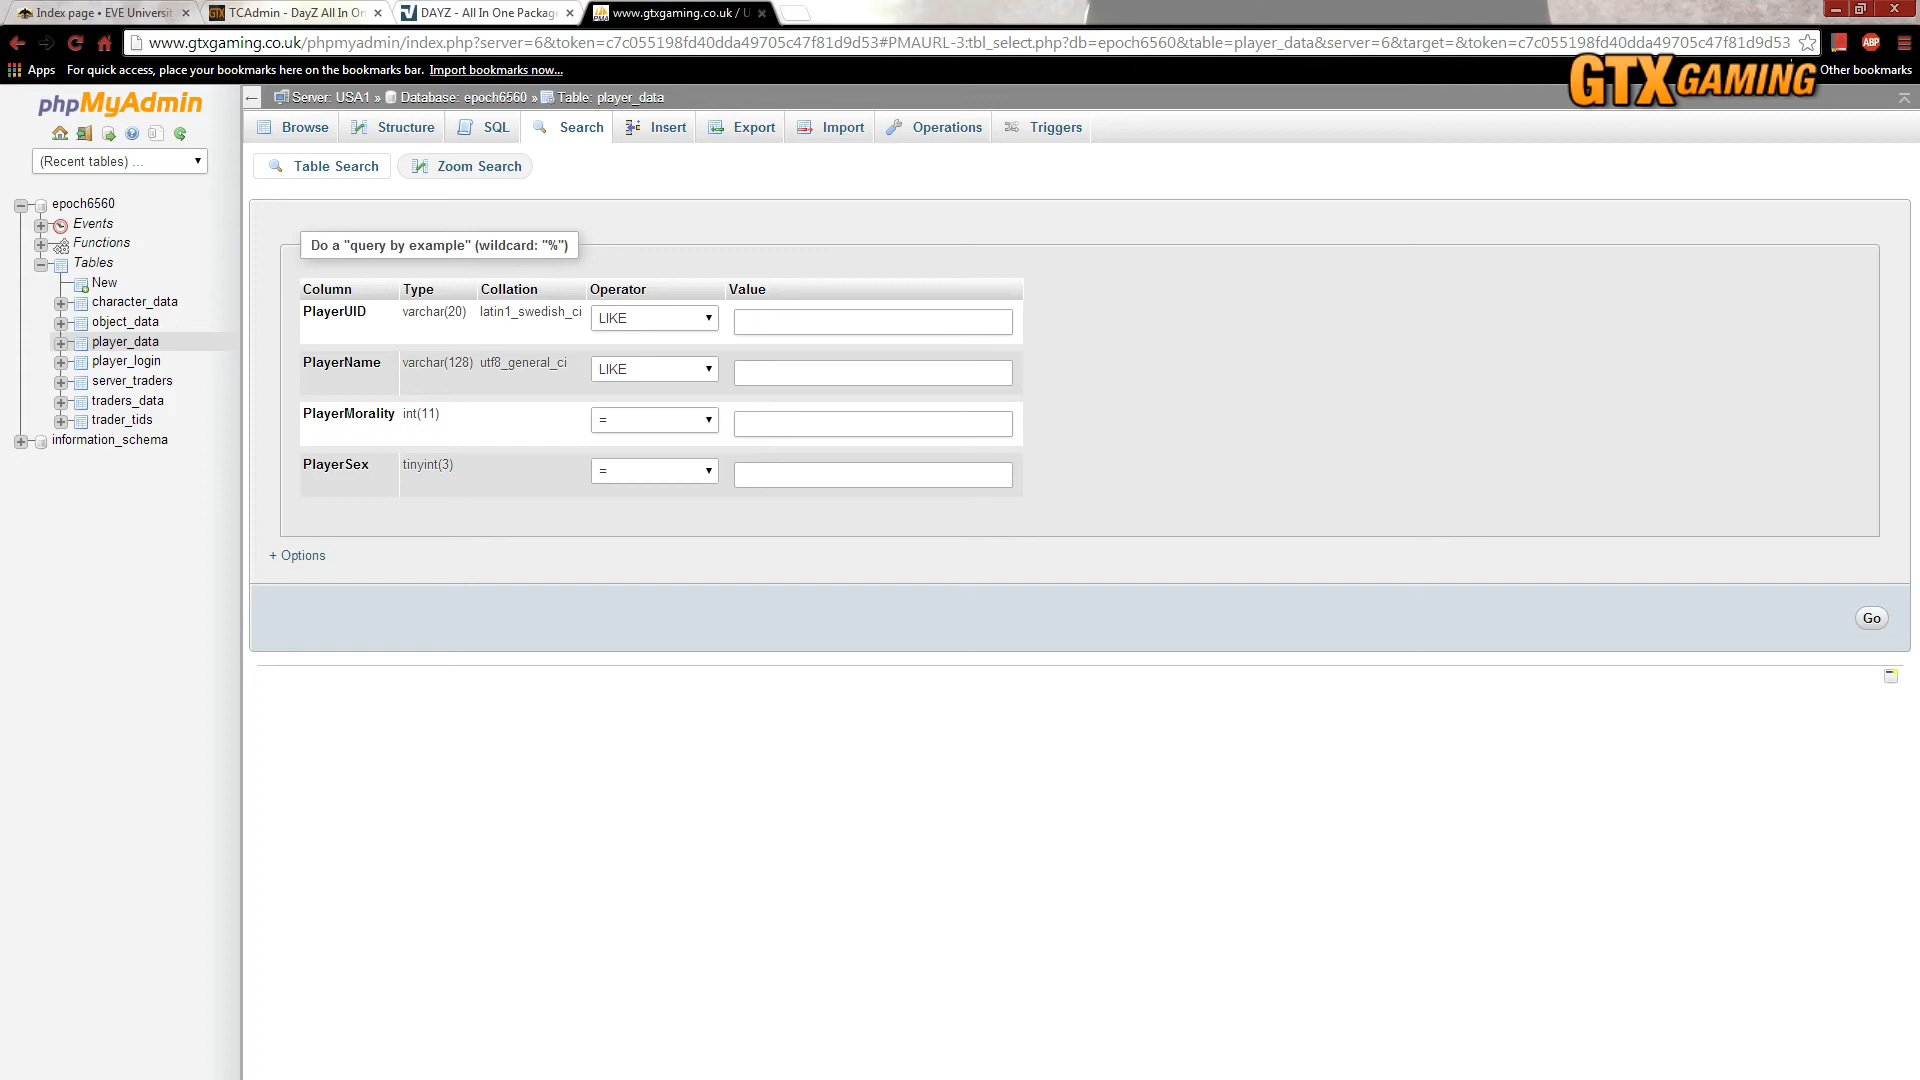 Index page • EVE Universit
TCAdmin - DayZ All In On
DAYZ - All In One Package
www.gtxgaming.co.uk / U
www.gtxgaming.co.uk/phpmyadmin/index.php?server=6&token=c7c055198fd40dda49705c47f81d9d53#PMAURL-3:tbl_select.php?db=epoch6560&table=player_data&server=6&target=&token=c7c055198fd40dda49705c47f81d9d53
ABP
Apps For quick access, place your bookmarks here on the bookmarks bar. Import bookmarks now...
Other bookmarks
GTXGAMING
phpMyAdmin
(Recent tables) ...
epoch6560
Events
Functions
Tables
New
character_data
object_data
player_data
player_login
server_traders
traders_data
trader_tids
information_schema
Server: USA1 » Database: epoch6560 » Table: player_data
Browse Structure SQL Search Insert Export Import Operations Triggers
Table Search Zoom Search
Do a "query by example" (wildcard: "%")
Column Type Collation Operator Value
PlayerUID varchar(20) latin1_swedish_ci LIKE
PlayerName varchar(128) utf8_general_ci LIKE
PlayerMorality int(11) =
PlayerSex tinyint(3) =
+ Options
Go